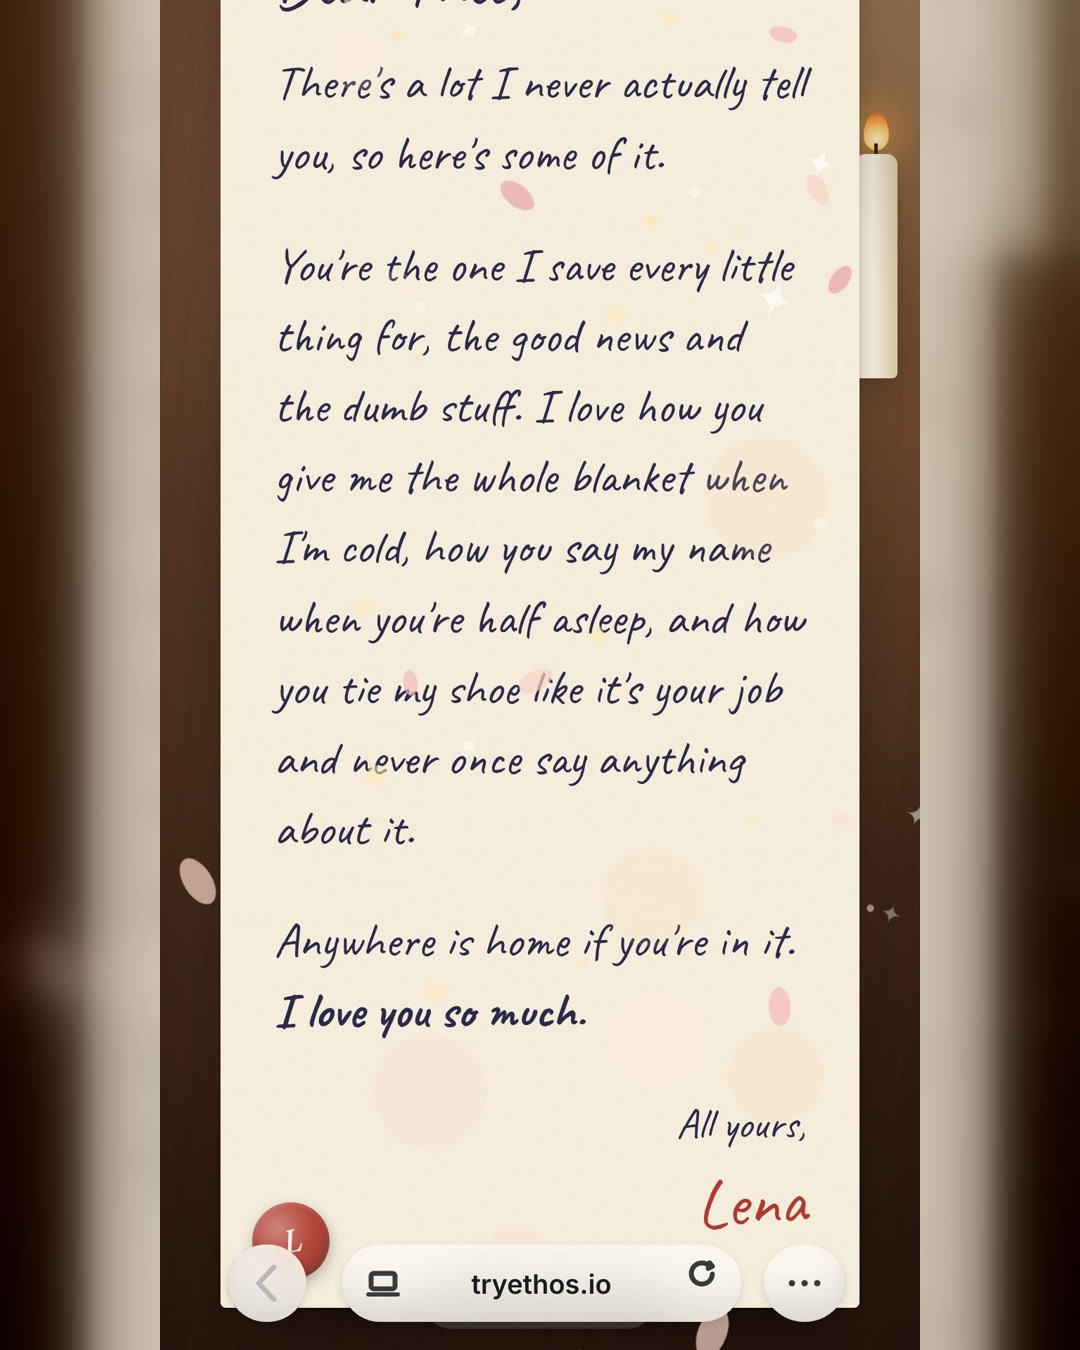 There's a lot I never actually tell
you, so here's some of it.
You're the one I save every little
thing for, the good news and
the dumb stuff. I love how you
give me the whole blanket when
I'm cold, how you say my name
when you're half asleep, and how
you tie my shoe like it's your job
and never once say anything
about it.
Anywhere is home if you're in it.
I love you so much.
All yours,
Lena
L
tryethos.io